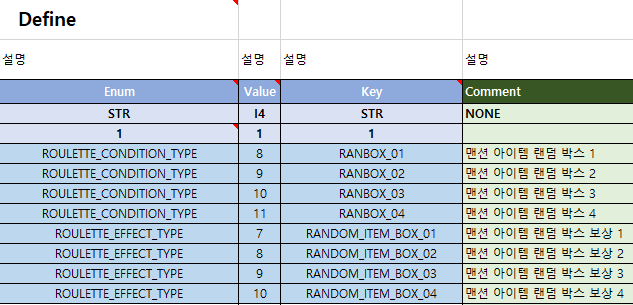 Define
설명 설명 설명 설명
Enum Value Key Comment
STR I4 STR NONE
1 1 1
ROULETTE_CONDITION_TYPE 8 RANBOX_01 맨션 아이템 랜덤 박스 1
ROULETTE_CONDITION_TYPE 9 RANBOX_02 맨션 아이템 랜덤 박스 2
ROULETTE_CONDITION_TYPE 10 RANBOX_03 맨션 아이템 랜덤 박스 3
ROULETTE_CONDITION_TYPE 11 RANBOX_04 맨션 아이템 랜덤 박스 4
ROULETTE_EFFECT_TYPE 7 RANDOM_ITEM_BOX_01 맨션 아이템 랜덤 박스 보상 1
ROULETTE_EFFECT_TYPE 8 RANDOM_ITEM_BOX_02 맨션 아이템 랜덤 박스 보상 2
ROULETTE_EFFECT_TYPE 9 RANDOM_ITEM_BOX_03 맨션 아이템 랜덤 박스 보상 3
ROULETTE_EFFECT_TYPE 10 RANDOM_ITEM_BOX_04 맨션 아이템 랜덤 박스 보상 4